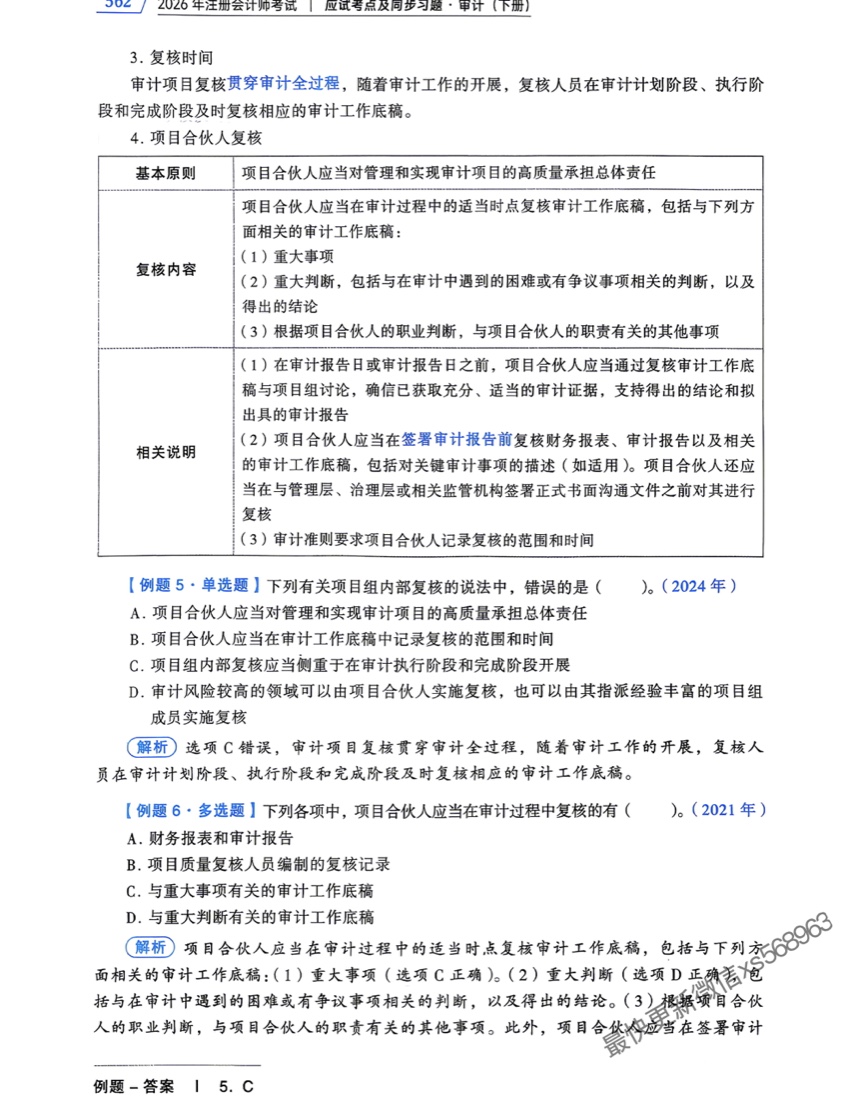 562 / 2026 年注册会计师考试 | 应试考点及同步习题·审计(下册)
3. 复核时间
审计项目复核贯穿审计全过程，随着审计工作的开展，复核人员在审计计划阶段、执行阶
段和完成阶段及时复核相应的审计工作底稿。
4. 项目合伙人复核
基本原则
项目合伙人应当对管理和实现审计项目的高质量承担总体责任
复核内容
项目合伙人应当在审计过程中的适当时点复核审计工作底稿，包括与下列方
面相关的审计工作底稿：
(1) 重大事项
(2) 重大判断，包括与在审计中遇到的困难或有争议事项相关的判断，以及
得出的结论
(3) 根据项目合伙人的职业判断，与项目合伙人的职责有关的其他事项
相关说明
(1) 在审计报告日或审计报告日之前，项目合伙人应当通过复核审计工作底
稿与项目组讨论，确信已获取充分、适当的审计证据，支持得出的结论和拟
出具的审计报告
(2) 项目合伙人应当在签署审计报告前复核财务报表、审计报告以及相关
的审计工作底稿，包括对关键审计事项的描述（如适用）。项目合伙人还应
当在与管理层、治理层或相关监管机构签署正式书面沟通文件之前对其进行
复核
(3) 审计准则要求项目合伙人记录复核的范围和时间
【例题 5·单选题】下列有关项目组内部复核的说法中，错误的是（ ）。（2024 年）
A. 项目合伙人应当对管理和实现审计项目的高质量承担总体责任
B. 项目合伙人应当在审计工作底稿中记录复核的范围和时间
C. 项目组内部复核应当侧重于在审计执行阶段和完成阶段开展
D. 审计风险较高的领域可以由项目合伙人实施复核，也可以由其指派经验丰富的项目组
成员实施复核
解析 选项 C 错误，审计项目复核贯穿审计全过程，随着审计工作的开展，复核人
员在审计计划阶段、执行阶段和完成阶段及时复核相应的审计工作底稿。
【例题 6·多选题】下列各项中，项目合伙人应当在审计过程中复核的有（ ）。（2021 年）
A. 财务报表和审计报告
B. 项目质量复核人员编制的复核记录
C. 与重大事项有关的审计工作底稿
D. 与重大判断有关的审计工作底稿
解析 项目合伙人应当在审计过程中的适当时点复核审计工作底稿，包括与下列方
面相关的审计工作底稿：（1）重大事项（选项 C 正确）。（2）重大判断（选项 D 正确），包
括与在审计中遇到的困难或有争议事项相关的判断，以及得出的结论。（3）根据项目合伙
人的职业判断，与项目合伙人的职责有关的其他事项。此外，项目合伙人应当在签署审计
最快更新微信xs568963
例题－答案 | 5. C